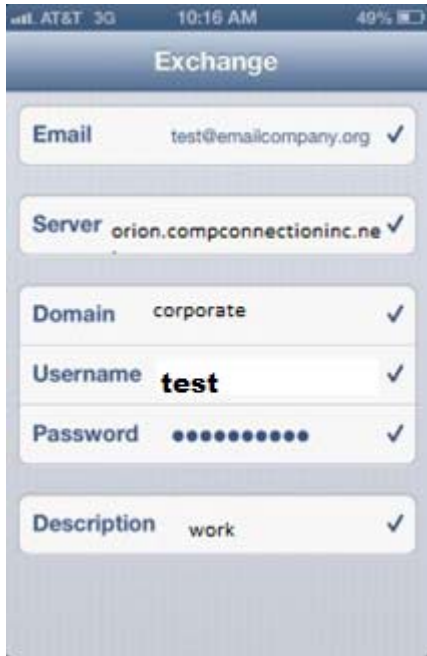 AT&T 3G 10:16 AM 49%
Exchange
Email test@emailcompany.org
Server orion.compconnectioninc.ne
Domain corporate
Username test
Password ••••••••••
Description work